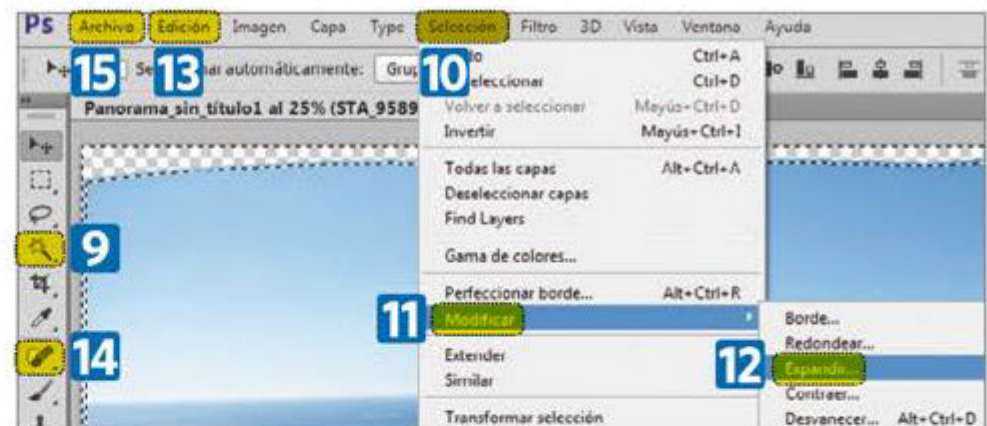 Ps Archivo Edición Imagen Capa Type Selección Filtro 3D Vista Ventana Ayuda
15 13 automáticamente: 10 Ctrl+A
Ctrl+D
Panorama_sin_título1 al 25% (STA_9589
Volver a seleccionar Mayús+Ctrl+D
Invertir Mayús+Ctrl+I
Todas las capas Alt+Ctrl+A
Deseleccionar capas
Find Layers
9
Gama de colores...
Perfeccionar borde... Alt+Ctrl+R
11 Modificar Borde...
Redondear...
14 Extender 12 Expandir...
Similar Contraer...
Transformar selección Desvanecer... Alt+Ctrl+D